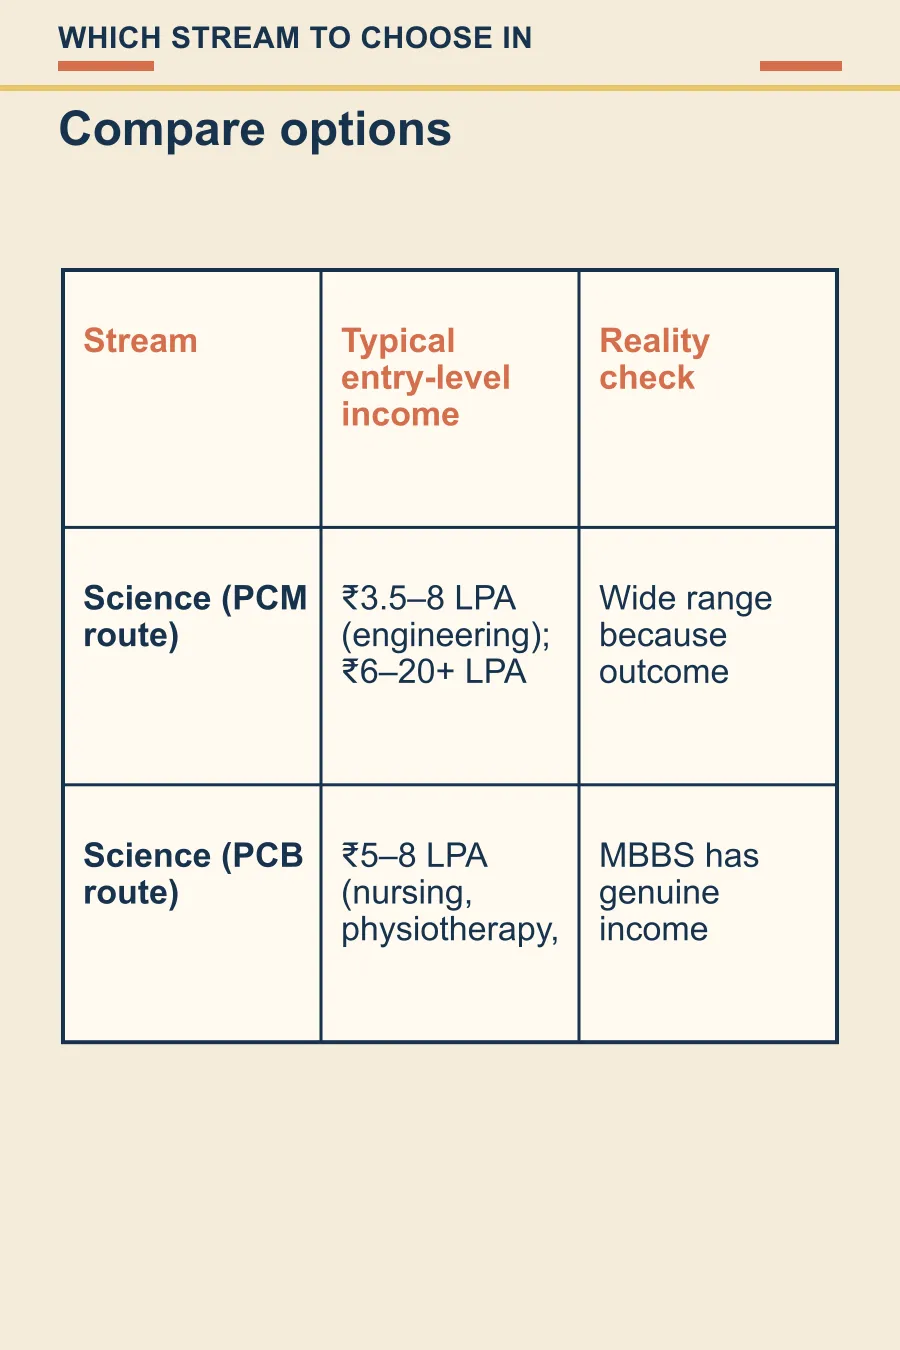 WHICH STREAM TO CHOOSE IN
Compare options
Stream
Typical
entry-level
income
Reality
check
Science (PCM
route)
₹3.5–8 LPA
(engineering);
₹6–20+ LPA
Wide range
because
outcome
Science (PCB
route)
₹5–8 LPA
(nursing,
physiotherapy,
MBBS has
genuine
income